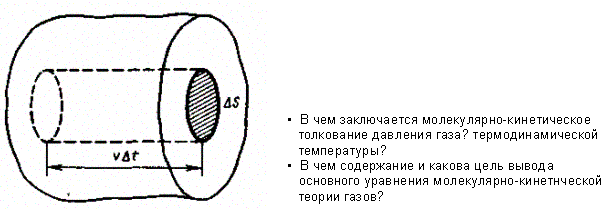 ΔS
vΔt
• В чем заключается молекулярно-кинетическое
толкование давления газа? термодинамической
температуры?
• В чем содержание и какова цель вывода
основного уравнения молекулярно-кинетнческой
теории газов?